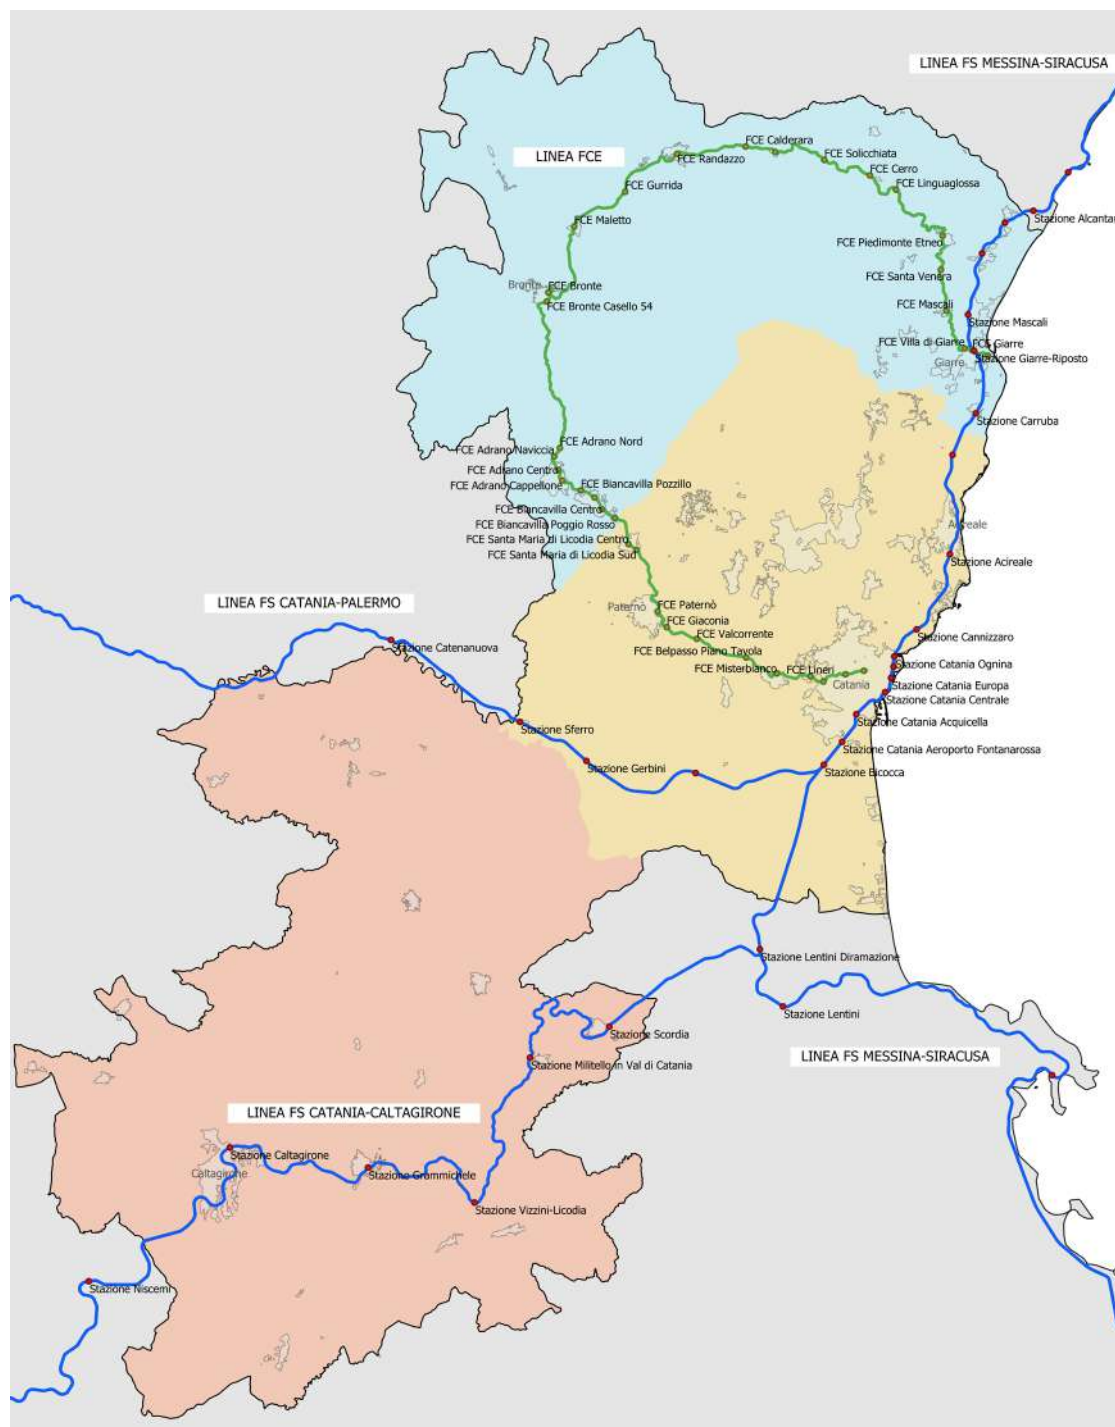 LINEA FS MESSINA-SIRACUSA
FCE Calderara
LINEA FCE
FCE Randazzo
FCE Solicchiata
FCE Cerro
FCE Gurrida
FCE Linguaglossa
FCE Maletto
Stazione Alcantar
FCE Piedimonte Etneo
FCE Santa Venera
Bronte
FCE Bronte
FCE Bronte Casello 54
FCE Mascali
Stazione Mascali
FCE Villa di Giarre
FCE Giarre
Giarre
Stazione Giarre-Riposto
Stazione Carruba
FCE Adrano Nord
FCE Adrano Naviccia
FCE Adrano Centro
FCE Adrano Cappellone
FCE Biancavilla Pozzillo
FCE Biancavilla Centro
FCE Biancavilla Poggio Rosso
Acireale
FCE Santa Maria di Licodia Centro
FCE Santa Maria di Licodia Sud
Stazione Acireale
LINEA FS CATANIA-PALERMO
Paternò
FCE Paternò
FCE Giaconia
FCE Valcorrente
Stazione Cannizzaro
Stazione Catenanuova
FCE Belpasso Piano Tavola
FCE Misterbianco
FCE Lineri
Stazione Catania Ognina
Catania
Stazione Catania Europa
Stazione Catania Centrale
Stazione Catania Acquicella
Stazione Sferro
Stazione Catania Aeroporto Fontanarossa
Stazione Gerbini
Stazione Bicocca
Stazione Lentini Diramazione
Stazione Lentini
Stazione Scordia
LINEA FS MESSINA-SIRACUSA
Stazione Militello in Val di Catania
LINEA FS CATANIA-CALTAGIRONE
Stazione Caltagirone
Caltagirone
Stazione Grammichele
Stazione Vizzini-Licodia
Stazione Niscemi